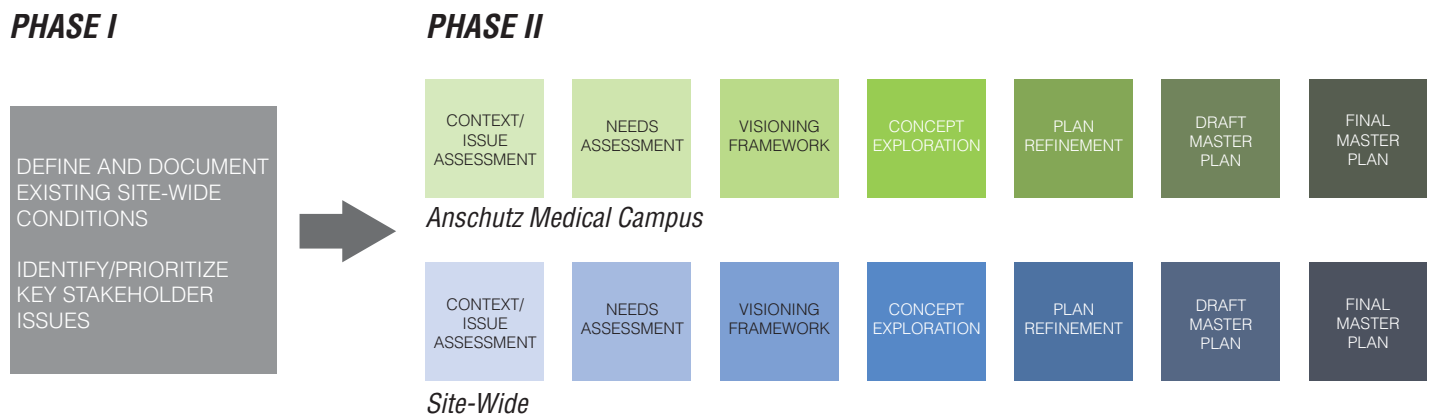 PHASE I
DEFINE AND DOCUMENT
EXISTING SITE-WIDE
CONDITIONS
IDENTIFY/PRIORITIZE
KEY STAKEHOLDER
ISSUES
PHASE II
CONTEXT/
ISSUE
ASSESSMENT
NEEDS
ASSESSMENT
VISIONING
FRAMEWORK
CONCEPT
EXPLORATION
PLAN
REFINEMENT
DRAFT
MASTER
PLAN
FINAL
MASTER
PLAN
Anschutz Medical Campus
CONTEXT/
ISSUE
ASSESSMENT
NEEDS
ASSESSMENT
VISIONING
FRAMEWORK
CONCEPT
EXPLORATION
PLAN
REFINEMENT
DRAFT
MASTER
PLAN
FINAL
MASTER
PLAN
Site-Wide